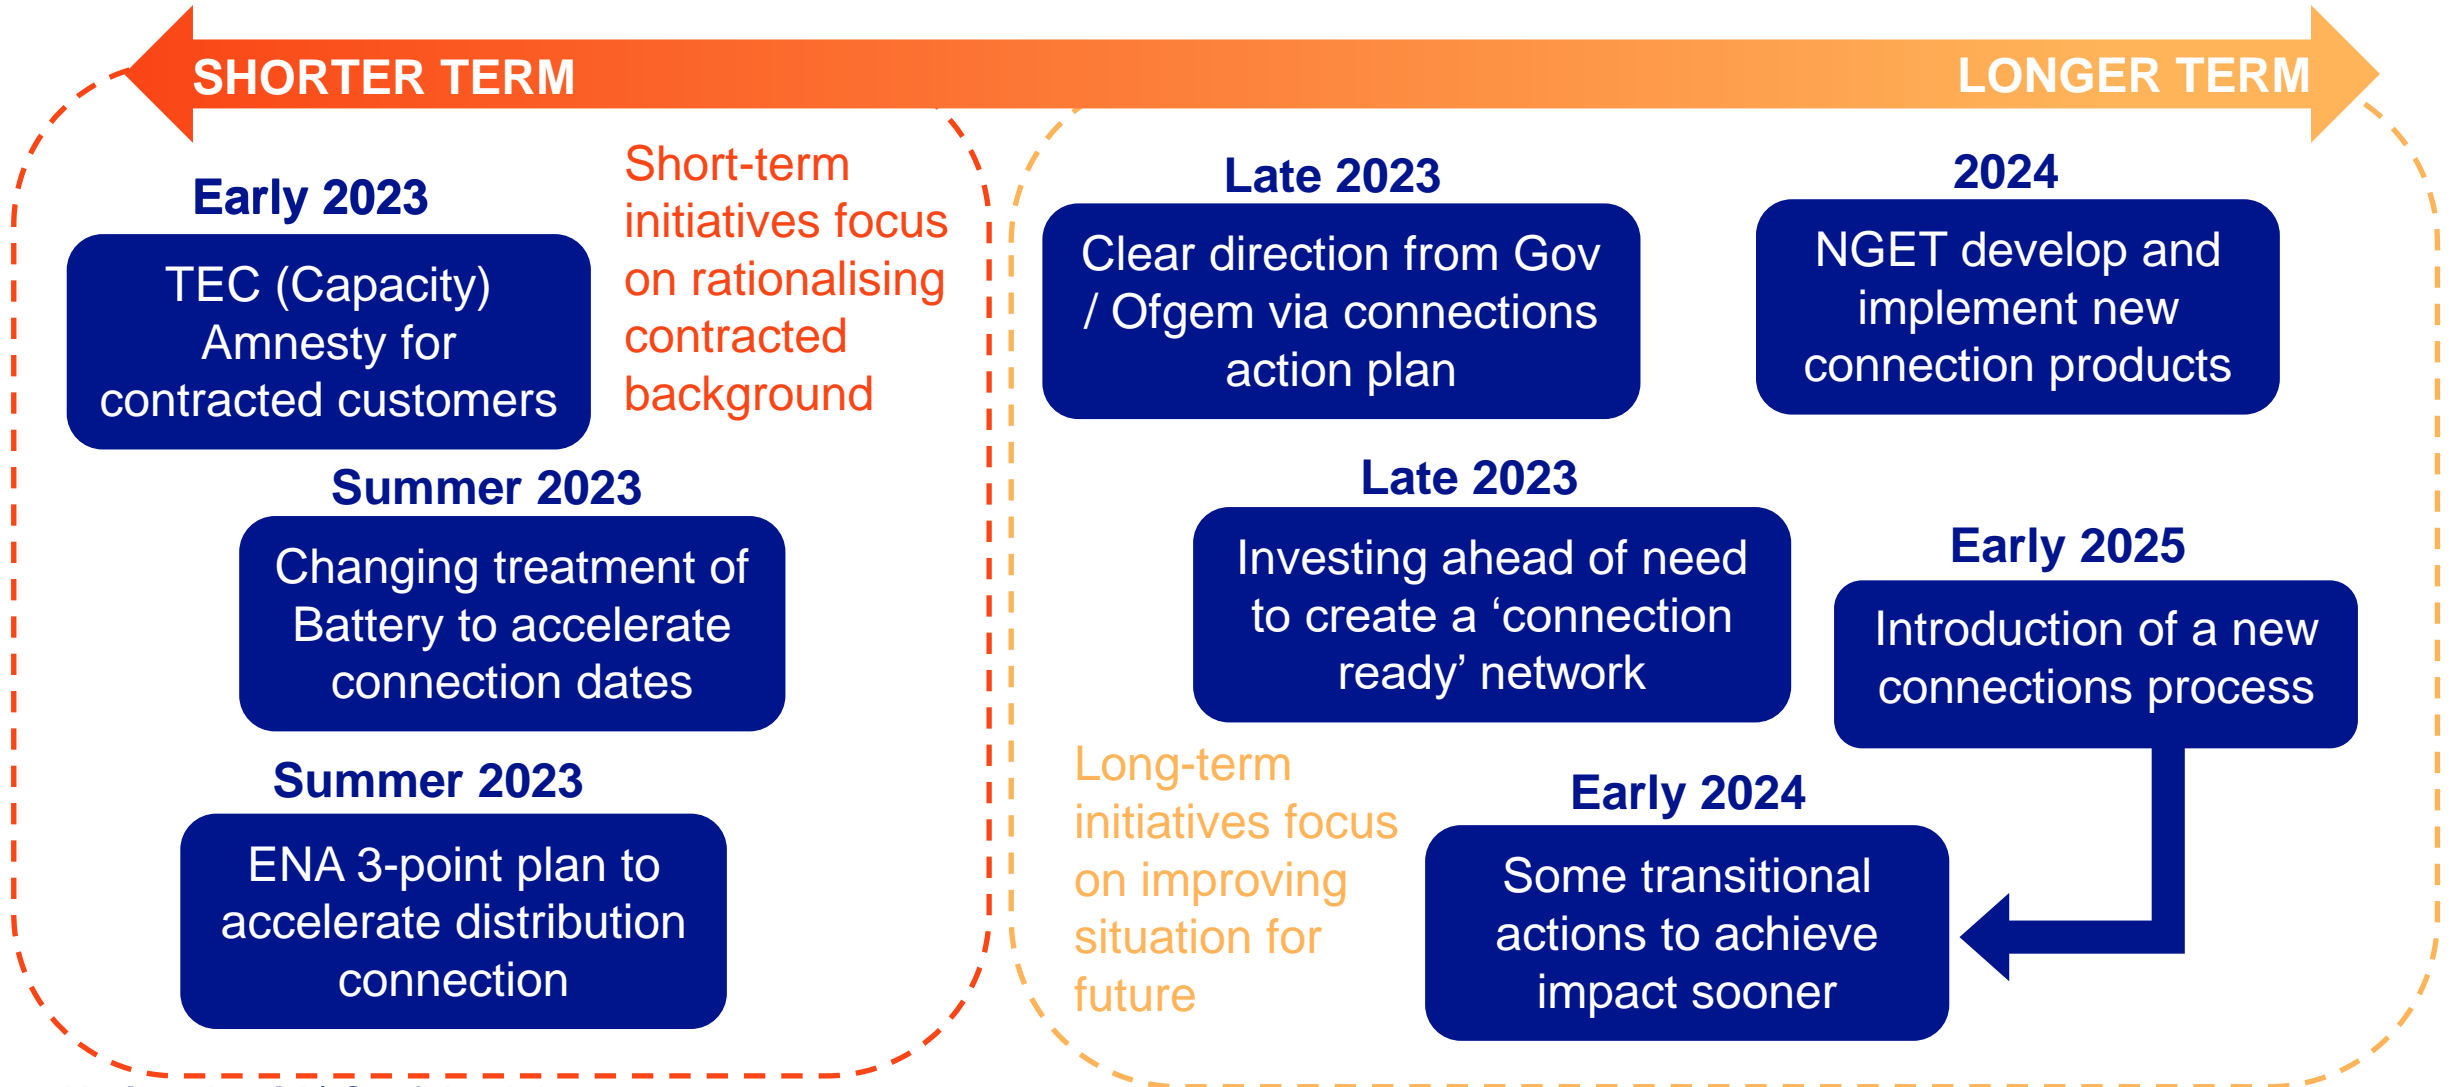 SHORTER TERM
LONGER TERM
Early 2023
TEC (Capacity)
Amnesty for
contracted customers
Short-term
initiatives focus
on rationalising
contracted
background
Summer 2023
Changing treatment of
Battery to accelerate
connection dates
Summer 2023
ENA 3-point plan to
accelerate distribution
connection
Late 2023
Clear direction from Gov
/ Ofgem via connections
action plan
2024
NGET develop and
implement new
connection products
Late 2023
Investing ahead of need
to create a ‘connection
ready’ network
Early 2025
Introduction of a new
connections process
Long-term
initiatives focus
on improving
situation for
future
Early 2024
Some transitional
actions to achieve
impact sooner